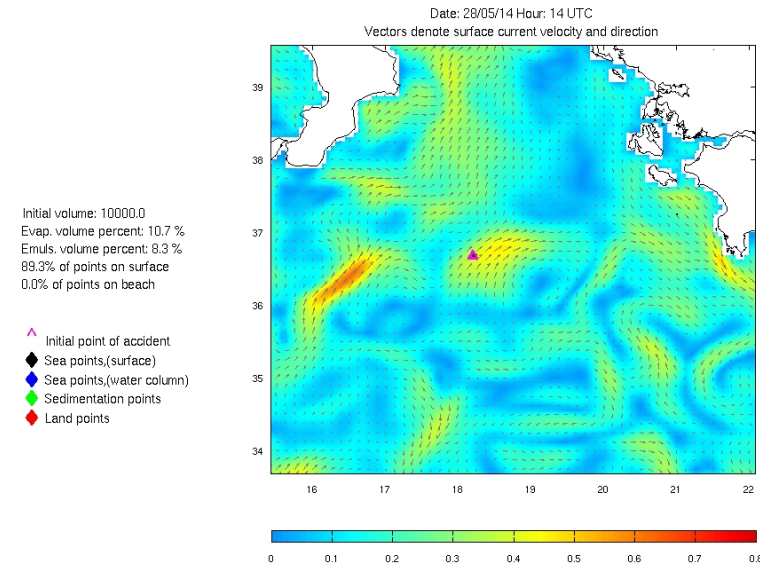 Date: 28/05/14 Hour: 14 UTC
Vectors denote surface current velocity and direction
Initial volume: 10000.0
Evap. volume percent: 10.7 %
Emuls. volume percent: 8.3 %
89.3% of points on surface
0.0% of points on beach
Initial point of accident
Sea points,(surface)
Sea points,(water column)
Sedimentation points
Land points
39
38
37
36
35
34
16 17 18 19 20 21 22
0 0.1 0.2 0.3 0.4 0.5 0.6 0.7 0.8